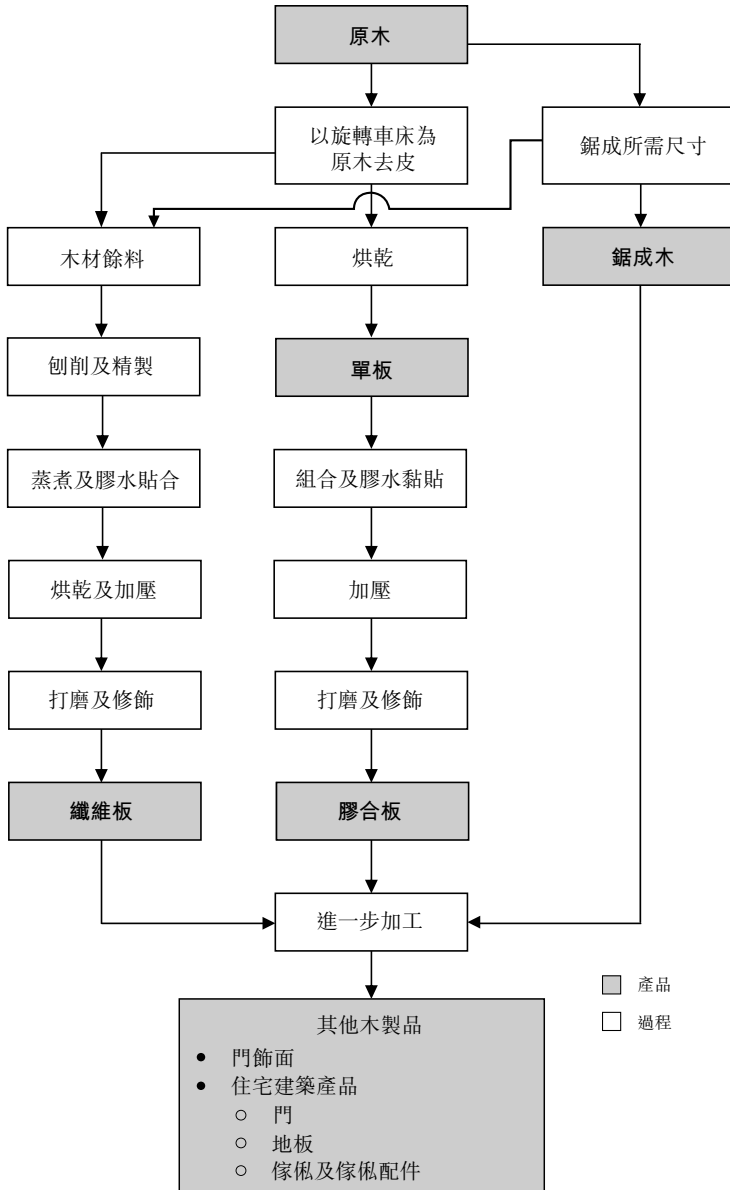 原木
以旋轉車床為
原木去皮
鋸成所需尺寸
木材餘料
烘乾
鋸成木
刨削及精製
單板
蒸煮及膠水貼合
組合及膠水黏貼
烘乾及加壓
加壓
打磨及修飾
打磨及修飾
纖維板
膠合板
進一步加工
產品
過程
其他木製品
• 門飾面
• 住宅建築產品
○ 門
○ 地板
○ 傢俬及傢俬配件